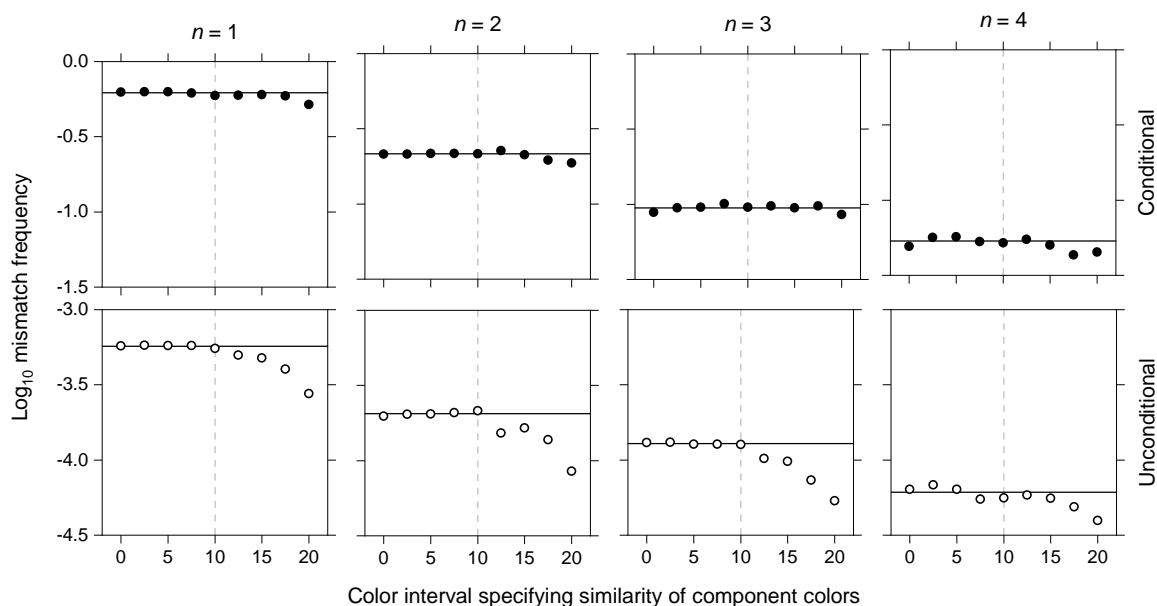 n = 1
n = 2
n = 3
n = 4
0.0
-0.5
-1.0
-1.5
Conditional
Log10 mismatch frequency
-3.0
-3.5
-4.0
-4.5
Unconditional
0 5 10 15 20
0 5 10 15 20
0 5 10 15 20
0 5 10 15 20
Color interval specifying similarity of component colors